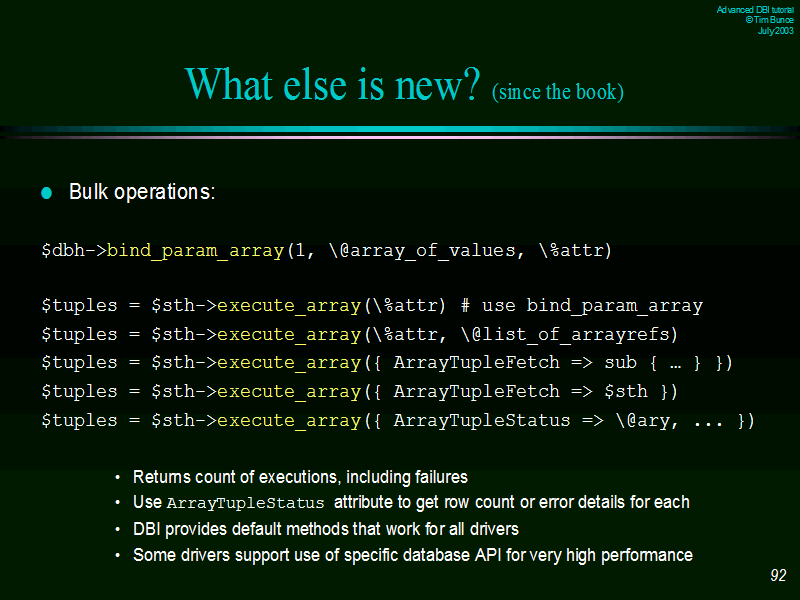 Advanced DBI tutorial
© Tim Bunce
July 2003
What else is new? (since the book)
Bulk operations:
$dbh->bind_param_array(1, \@array_of_values, \%attr)
$tuples = $sth->execute_array(\%attr) # use bind_param_array
$tuples = $sth->execute_array(\%attr, \@list_of_arrayrefs)
$tuples = $sth->execute_array({ ArrayTupleFetch => sub { … } })
$tuples = $sth->execute_array({ ArrayTupleFetch => $sth })
$tuples = $sth->execute_array({ ArrayTupleStatus => \@ary, ... })
• Returns count of executions, including failures
• Use ArrayTupleStatus attribute to get row count or error details for each
• DBI provides default methods that work for all drivers
• Some drivers support use of specific database API for very high performance
92